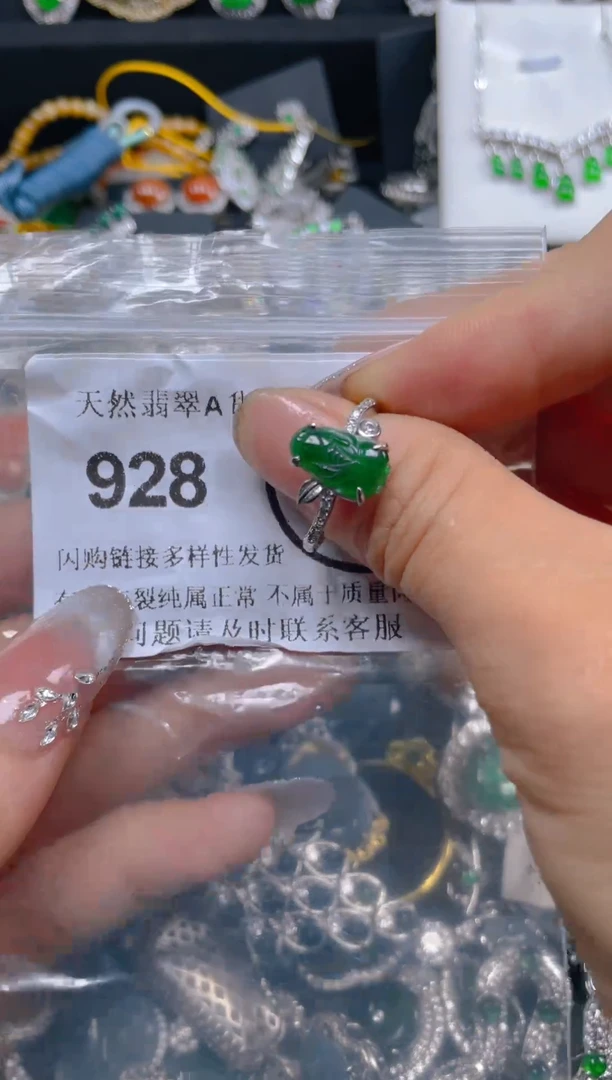 天然翡翠A
928
闪购链接多样性发货
裂纯属正常 不属于质量
题请及时联系客服